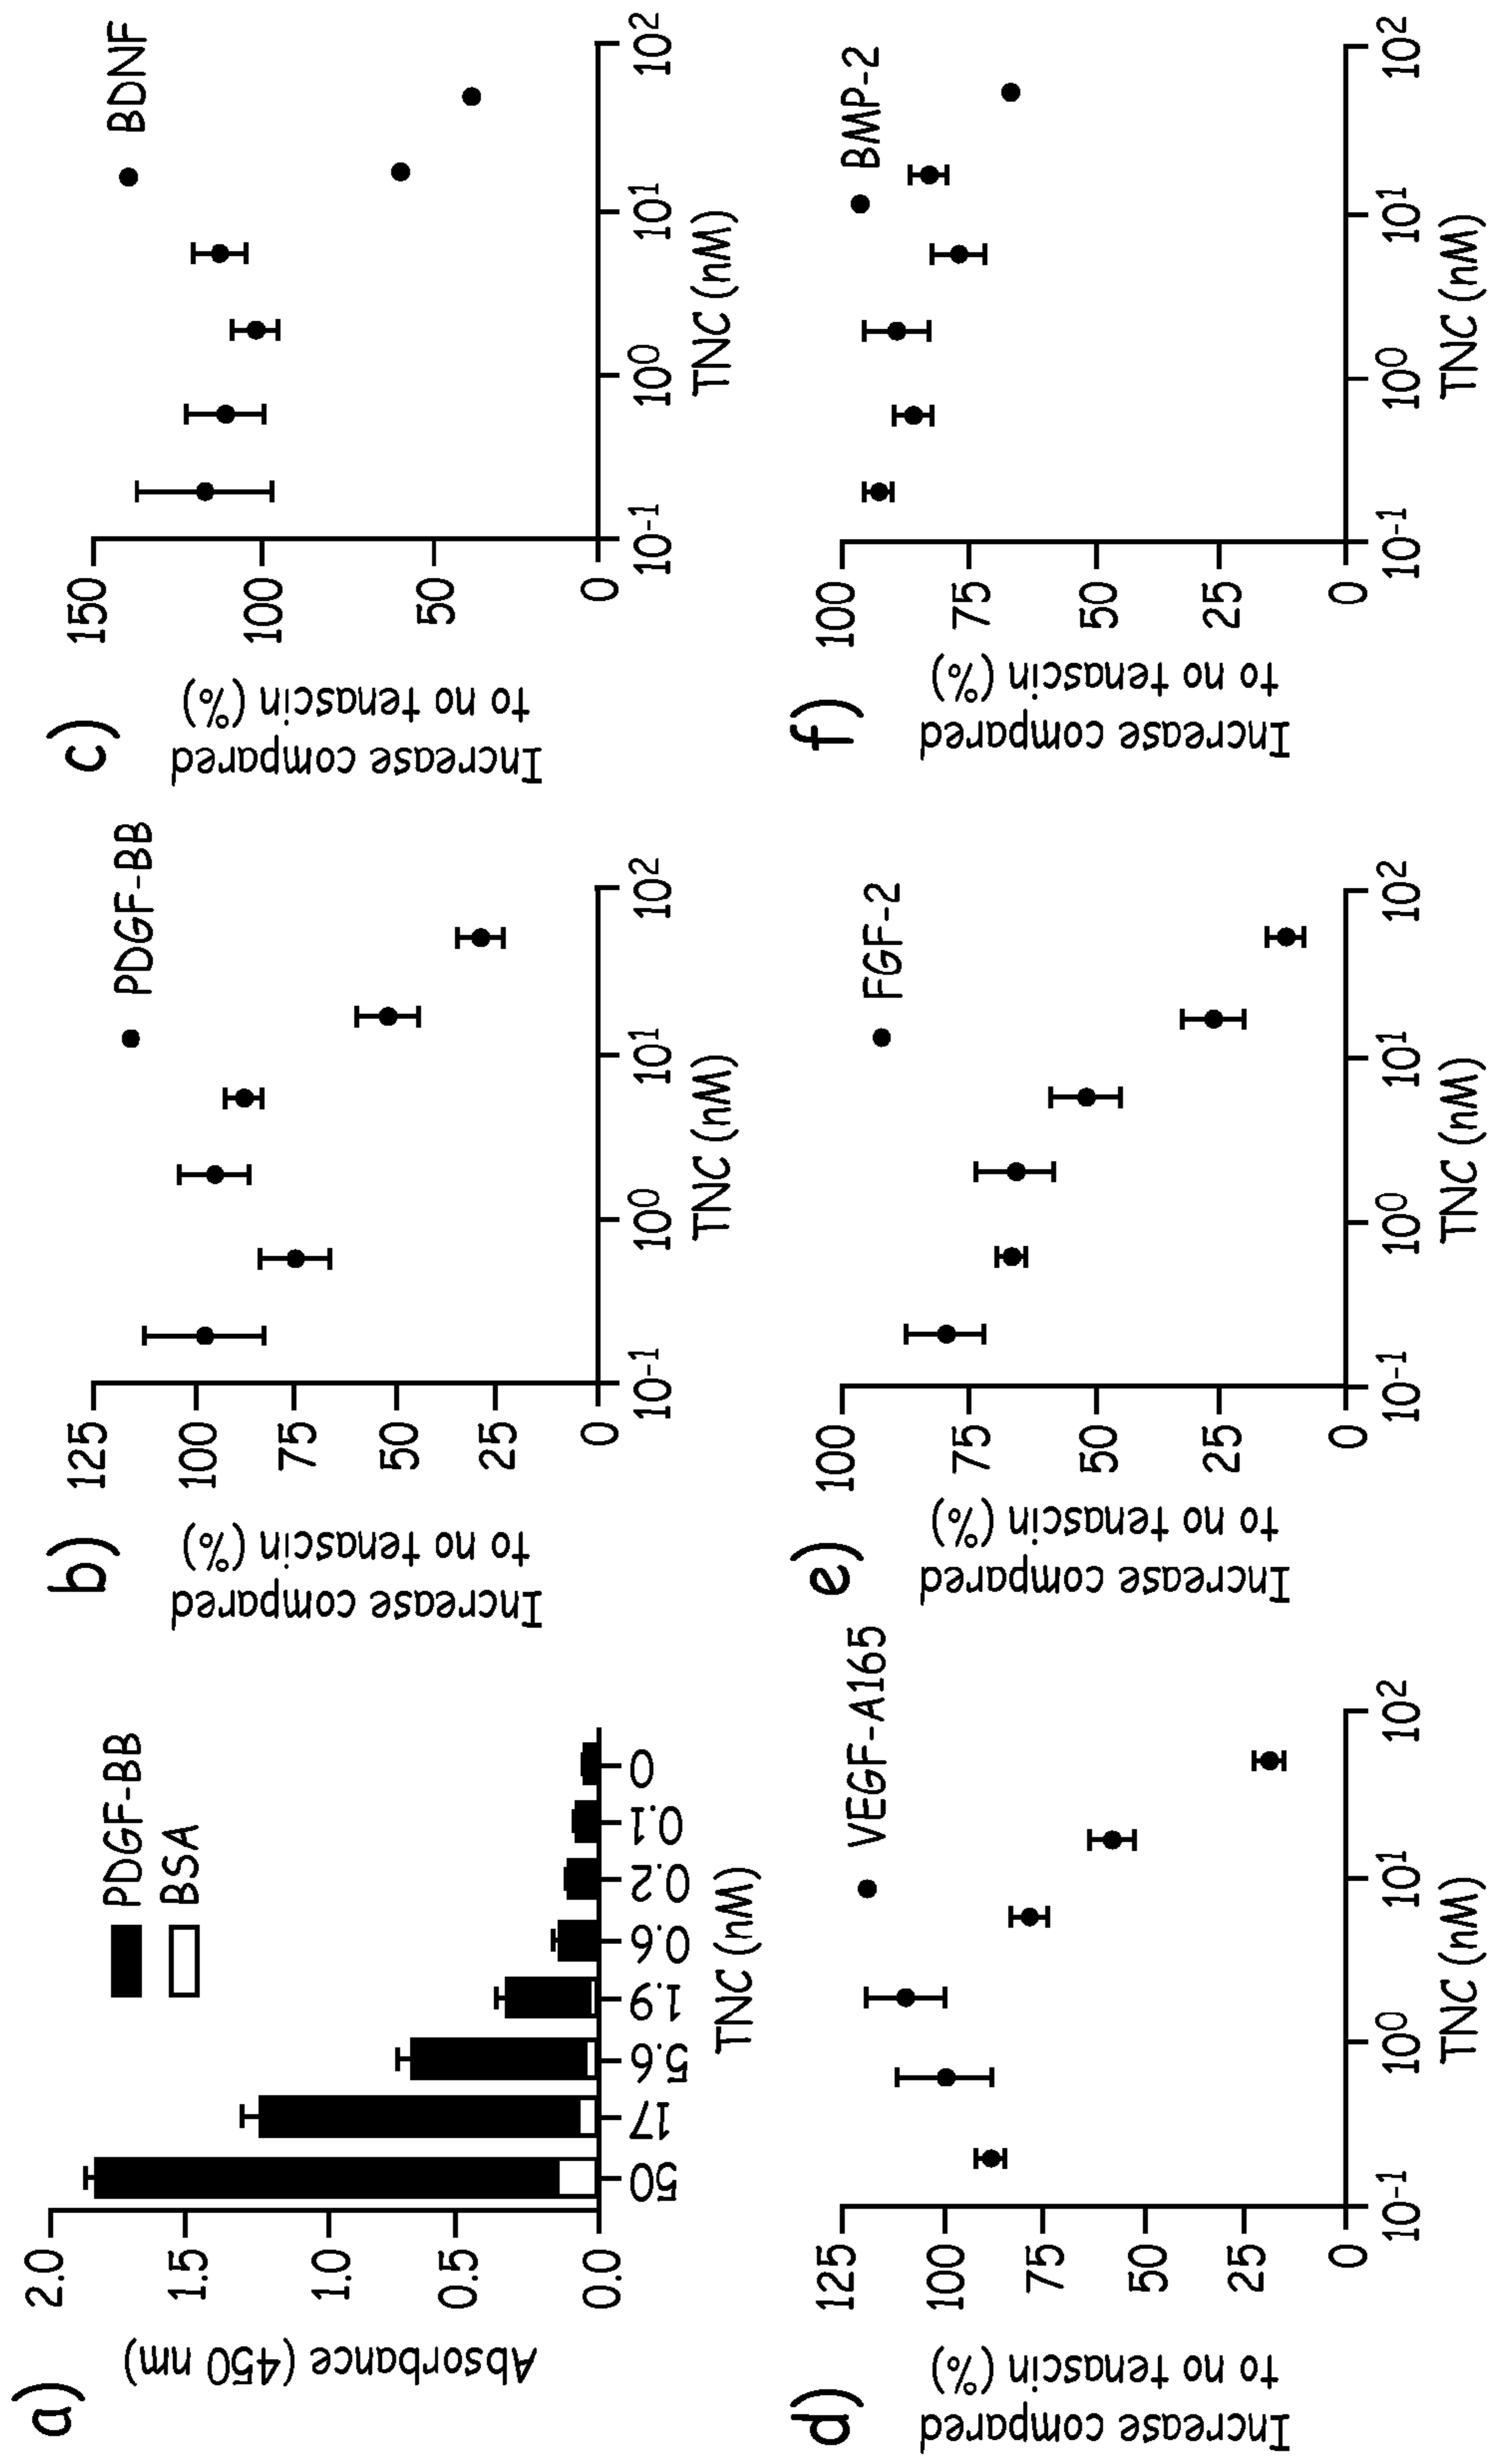 a)
Absorbance (450 nm)
2.0
1.5
1.0
0.5
0.0
PDGF-BB
BSA
50
17
5.6
1.9
0.6
0.2
0.1
0
TNC (nM)
b)
Increase compared
to no tenascin (%)
125
100
75
50
25
0
PDGF-BB
10-1
100
101
102
TNC (nM)
c)
Increase compared
to no tenascin (%)
150
100
50
0
BDNF
10-1
100
101
102
TNC (nM)
d)
Increase compared
to no tenascin (%)
125
100
75
50
25
0
VEGF-A165
10-1
100
101
102
TNC (nM)
e)
Increase compared
to no tenascin (%)
100
75
50
25
0
FGF-2
10-1
100
101
102
TNC (nM)
f)
Increase compared
to no tenascin (%)
100
75
50
25
0
BMP-2
10-1
100
101
102
TNC (nM)